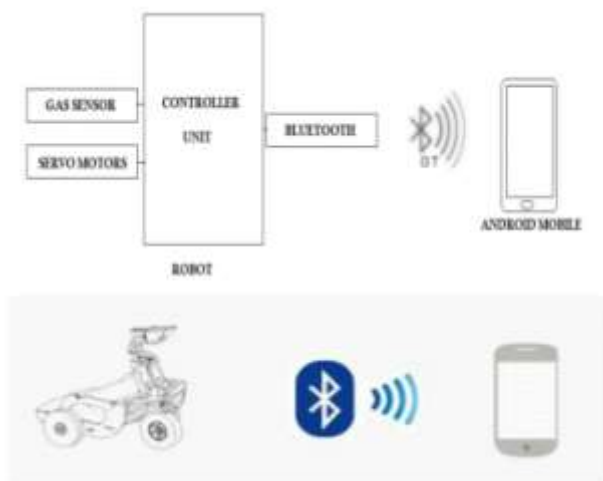 GAS SENSOR
CONTROLLER
UNIT
BLUETOOTH
SERVO MOTORS
BT
ANDROID MOBILE
ROBOT